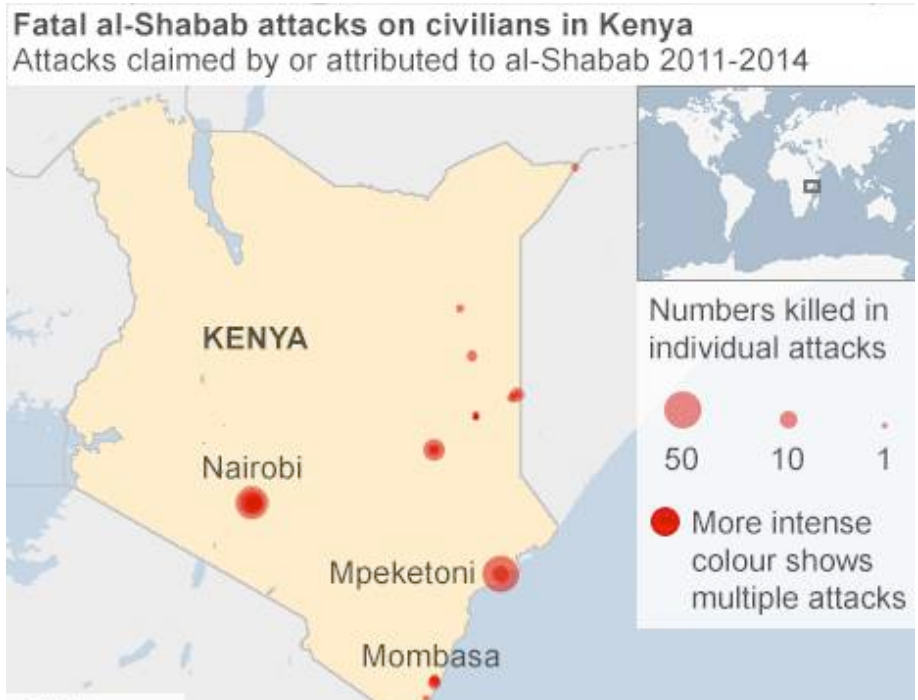 Fatal al-Shabab attacks on civilians in Kenya
Attacks claimed by or attributed to al-Shabab 2011-2014
KENYA
Nairobi
Mpeketoni
Mombasa
Numbers killed in
individual attacks
50 10 1
More intense
colour shows
multiple attacks